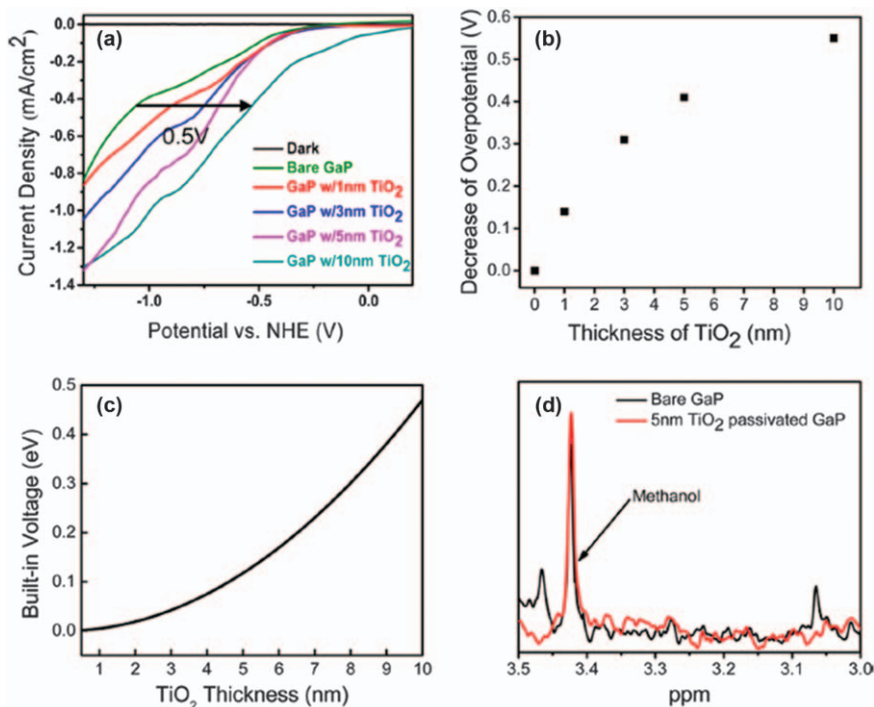 (a)
Current Density (mA/cm2)
0.0
-0.2
-0.4
-0.6
-0.8
-1.0
-1.2
-1.4
0.5V
Dark
Bare GaP
GaP w/1nm TiO2
GaP w/3nm TiO2
GaP w/5nm TiO2
GaP w/10nm TiO2
-1.0 -0.5 0.0
Potential vs. NHE (V)
(b)
Decrease of Overpotential (V)
0.6
0.5
0.4
0.3
0.2
0.1
0.0
0 1 2 3 4 5 6 7 8 9 10
Thickness of TiO2 (nm)
(c)
Built-in Voltage (eV)
0.5
0.4
0.3
0.2
0.1
0.0
1 2 3 4 5 6 7 8 9 10
TiO2 Thickness (nm)
(d)
Bare GaP
5nm TiO2 passivated GaP
Methanol
3.5 3.4 3.3 3.2 3.1 3.0
ppm